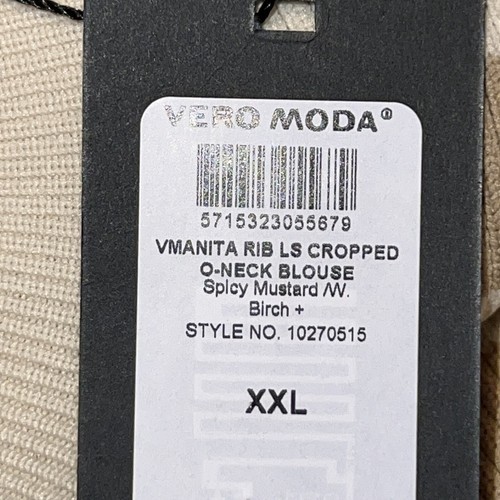 VERO MODA®
5715323055679
VMANITA RIB LS CROPPED
O-NECK BLOUSE
Spicy Mustard /W.
Birch +
STYLE NO. 10270515
XXL